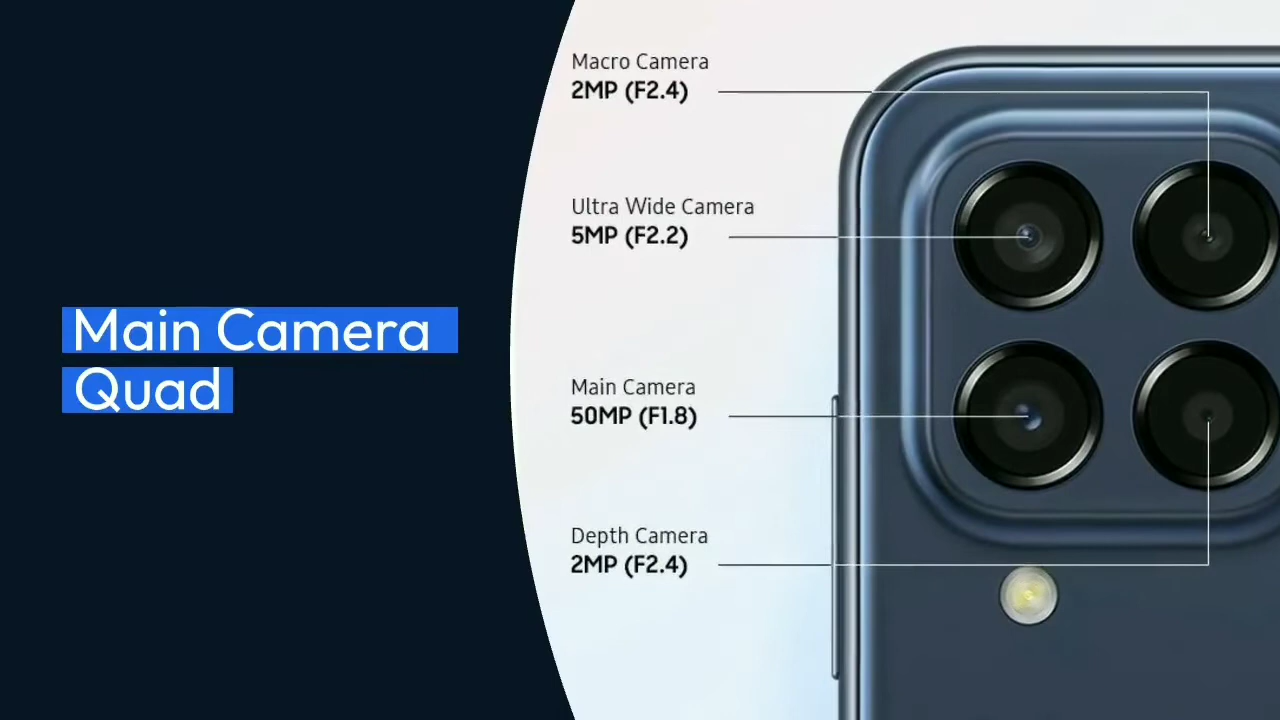 Main Camera
Quad
Macro Camera
2MP (F2.4)
Ultra Wide Camera
5MP (F2.2)
Main Camera
50MP (F1.8)
Depth Camera
2MP (F2.4)